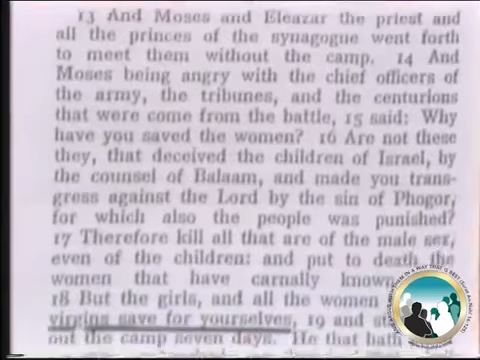 13 And Moses and Eleazar the priest and
all the princes of the synagogue went forth
to meet them without the camp. 14 And
Moses being angry with the chief officers of
the army, the tribunes, and the centurions
that were come from the battle, 15 said: Why
have you saved the women? 16 Are not these
they, that deceived the children of Israel, by
the counsel of Balaam, and made you trans-
gress against the Lord by the sin of Phogor,
for which also the people was punished?
17 Therefore kill all that are of the male sex,
even of the children: and put to death the
women that have carnally known
18 But the girls, and all the women
virgins save for yourselves, 19 and
out the camp seven days. He that hath
THEM IN A WAY THAT IS BEST